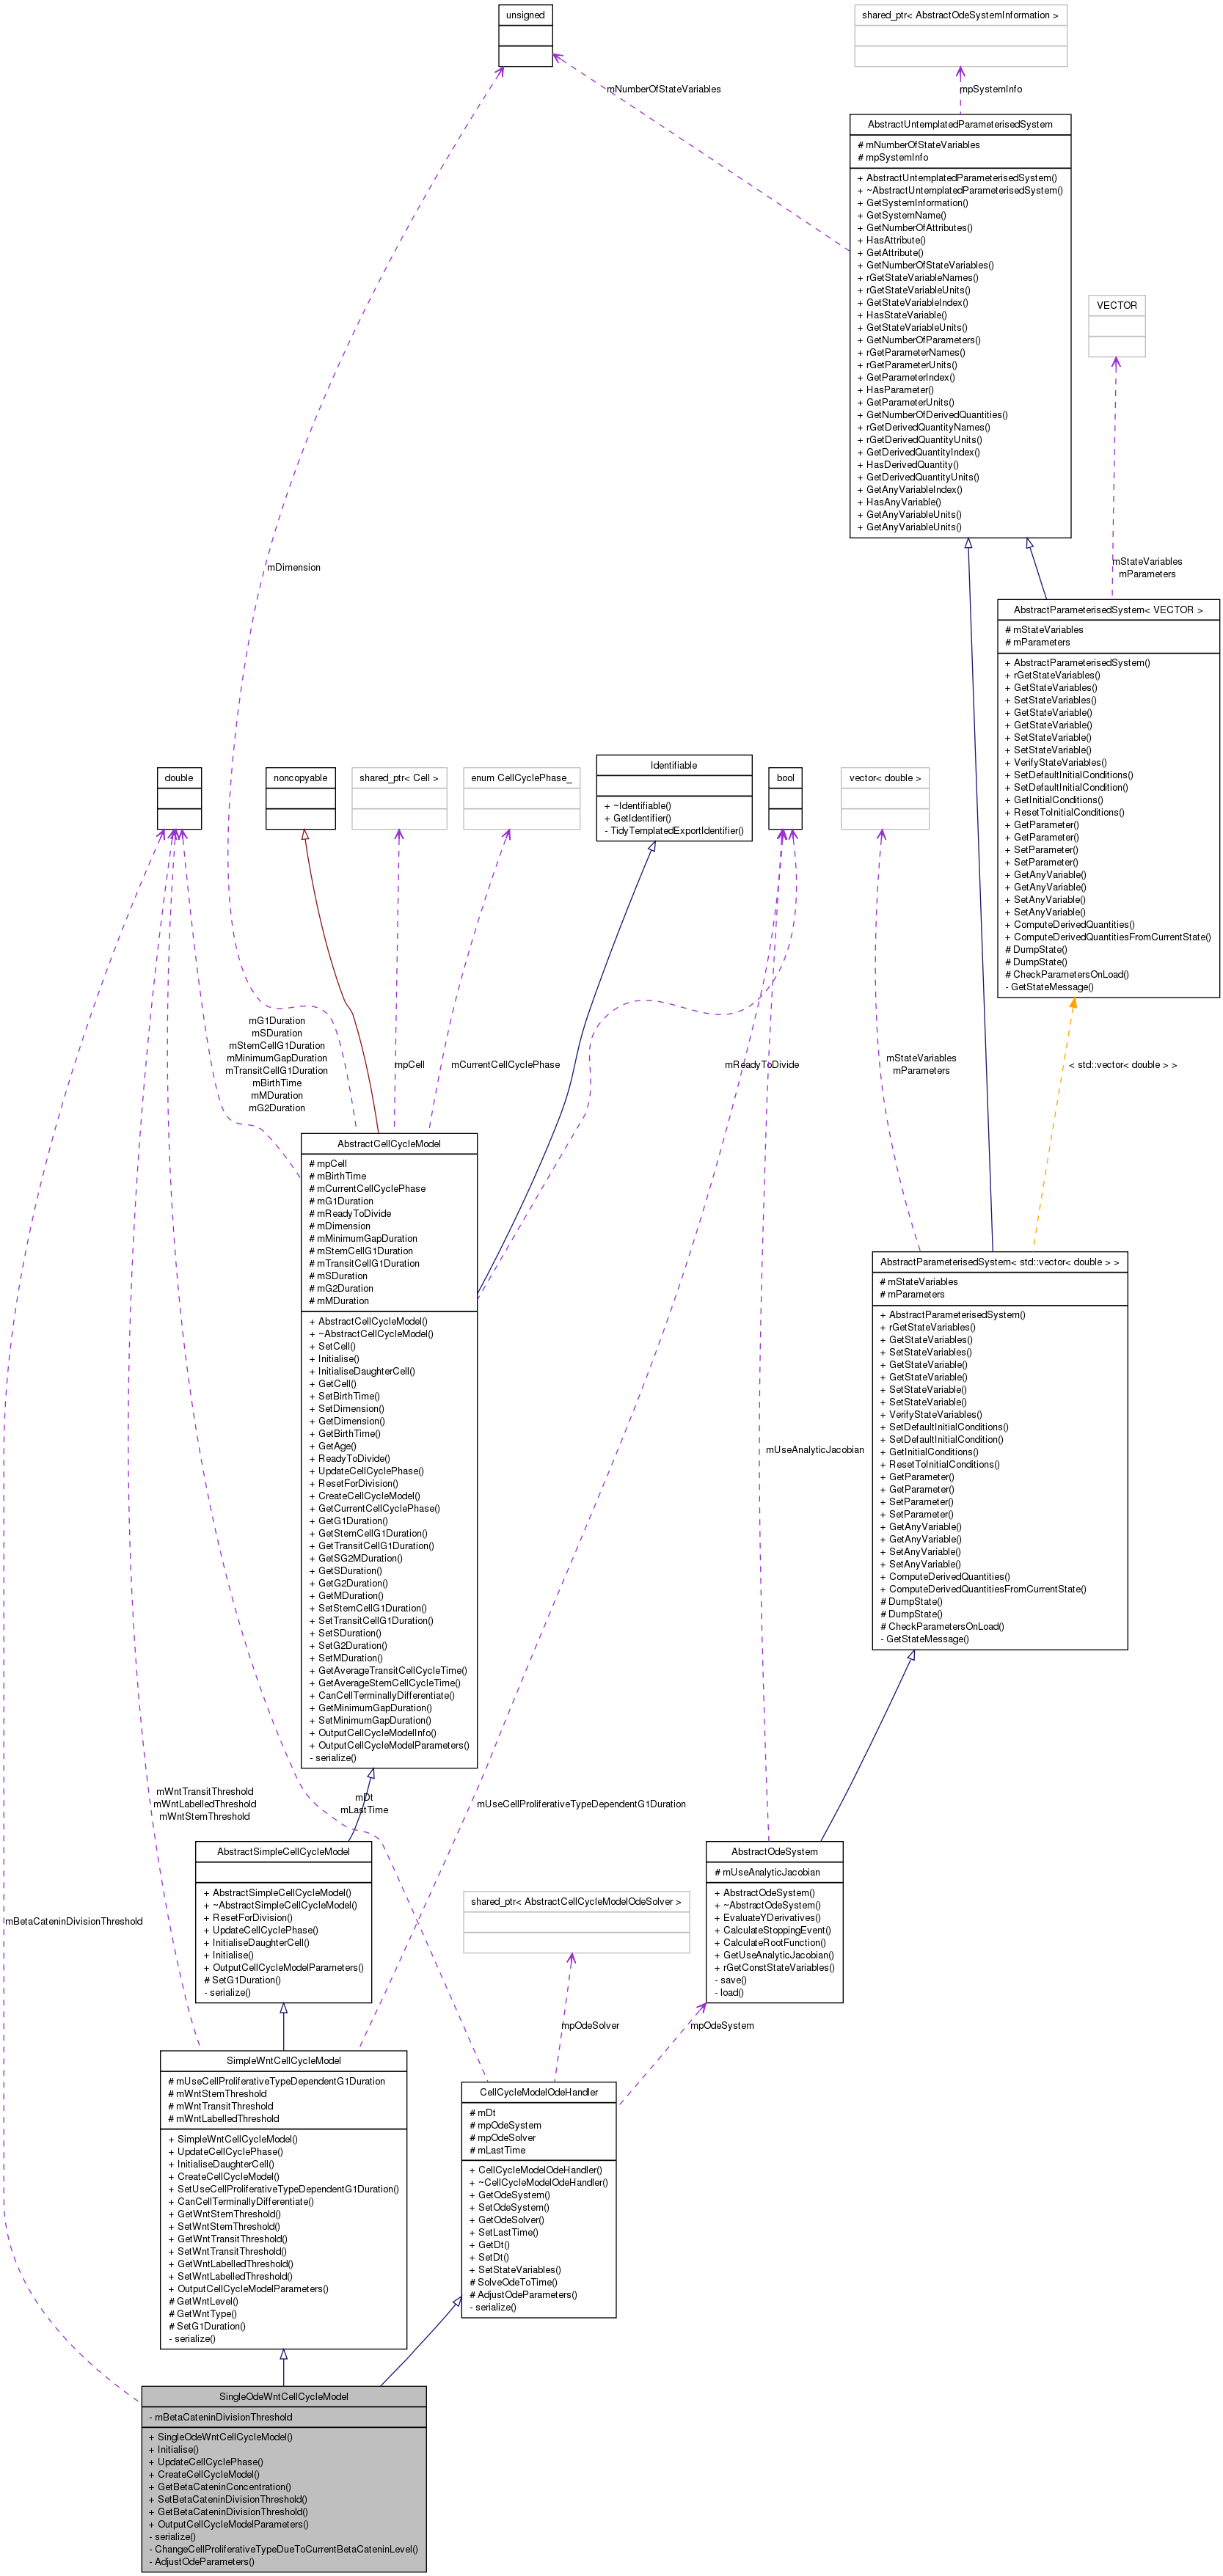 unsigned
shared_ptr< AbstractOdeSystemInformation >
mNumberOfStateVariables
mpSystemInfo
AbstractUntemplatedParameterisedSystem
# mNumberOfStateVariables
# mpSystemInfo
+ AbstractUntemplatedParameterisedSystem()
+ ~AbstractUntemplatedParameterisedSystem()
+ GetSystemInformation()
+ GetSystemName()
+ GetNumberOfAttributes()
+ HasAttribute()
+ GetAttribute()
+ GetNumberOfStateVariables()
+ rGetStateVariableNames()
+ rGetStateVariableUnits()
+ GetStateVariableIndex()
+ HasStateVariable()
+ GetStateVariableUnits()
+ GetNumberOfParameters()
+ rGetParameterNames()
+ rGetParameterUnits()
+ GetParameterIndex()
+ HasParameter()
+ GetParameterUnits()
+ GetNumberOfDerivedQuantities()
+ rGetDerivedQuantityNames()
+ rGetDerivedQuantityUnits()
+ GetDerivedQuantityIndex()
+ HasDerivedQuantity()
+ GetDerivedQuantityUnits()
+ GetAnyVariableIndex()
+ HasAnyVariable()
+ GetAnyVariableUnits()
+ GetAnyVariableUnits()
VECTOR
mDimension
mStateVariables
mParameters
AbstractParameterisedSystem< VECTOR >
# mStateVariables
# mParameters
+ AbstractParameterisedSystem()
+ rGetStateVariables()
+ GetStateVariables()
+ SetStateVariables()
+ GetStateVariable()
+ GetStateVariable()
+ SetStateVariable()
+ SetStateVariable()
+ VerifyStateVariables()
+ SetDefaultInitialConditions()
+ SetDefaultInitialCondition()
+ GetInitialConditions()
+ ResetToInitialConditions()
+ GetParameter()
+ GetParameter()
+ SetParameter()
+ SetParameter()
+ GetAnyVariable()
+ GetAnyVariable()
+ SetAnyVariable()
+ SetAnyVariable()
+ ComputeDerivedQuantities()
+ ComputeDerivedQuantitiesFromCurrentState()
# DumpState()
# DumpState()
# CheckParametersOnLoad()
- GetStateMessage()
double
noncopyable
shared_ptr< Cell >
enum CellCyclePhase_
Identifiable
+ ~Identifiable()
+ GetIdentifier()
- TidyTemplatedExportIdentifier()
bool
vector< double >
mG1Duration
mSDuration
mStemCellG1Duration
mMinimumGapDuration
mTransitCellG1Duration
mBirthTime
mMDuration
mG2Duration
mpCell
mCurrentCellCyclePhase
mReadyToDivide
mStateVariables
mParameters
< std::vector< double > >
AbstractCellCycleModel
# mpCell
# mBirthTime
# mCurrentCellCyclePhase
# mG1Duration
# mReadyToDivide
# mDimension
# mMinimumGapDuration
# mStemCellG1Duration
# mTransitCellG1Duration
# mSDuration
# mG2Duration
# mMDuration
+ AbstractCellCycleModel()
+ ~AbstractCellCycleModel()
+ SetCell()
+ Initialise()
+ InitialiseDaughterCell()
+ GetCell()
+ SetBirthTime()
+ SetDimension()
+ GetDimension()
+ GetBirthTime()
+ GetAge()
+ ReadyToDivide()
+ UpdateCellCyclePhase()
+ ResetForDivision()
+ CreateCellCycleModel()
+ GetCurrentCellCyclePhase()
+ GetG1Duration()
+ GetStemCellG1Duration()
+ GetTransitCellG1Duration()
+ GetSG2MDuration()
+ GetSDuration()
+ GetG2Duration()
+ GetMDuration()
+ SetStemCellG1Duration()
+ SetTransitCellG1Duration()
+ SetSDuration()
+ SetG2Duration()
+ SetMDuration()
+ GetAverageTransitCellCycleTime()
+ GetAverageStemCellCycleTime()
+ CanCellTerminallyDifferentiate()
+ GetMinimumGapDuration()
+ SetMinimumGapDuration()
+ OutputCellCycleModelInfo()
+ OutputCellCycleModelParameters()
- serialize()
AbstractParameterisedSystem< std::vector< double > >
# mStateVariables
# mParameters
+ AbstractParameterisedSystem()
+ rGetStateVariables()
+ GetStateVariables()
+ SetStateVariables()
+ GetStateVariable()
+ GetStateVariable()
+ SetStateVariable()
+ SetStateVariable()
+ VerifyStateVariables()
+ SetDefaultInitialConditions()
+ SetDefaultInitialCondition()
+ GetInitialConditions()
+ ResetToInitialConditions()
+ GetParameter()
+ GetParameter()
+ SetParameter()
+ SetParameter()
+ GetAnyVariable()
+ GetAnyVariable()
+ SetAnyVariable()
+ SetAnyVariable()
+ ComputeDerivedQuantities()
+ ComputeDerivedQuantitiesFromCurrentState()
# DumpState()
# DumpState()
# CheckParametersOnLoad()
- GetStateMessage()
mUseAnalyticJacobian
mWntTransitThreshold
mWntLabelledThreshold
mWntStemThreshold
mDt
mLastTime
mUseCellProliferativeTypeDependentG1Duration
AbstractSimpleCellCycleModel
+ AbstractSimpleCellCycleModel()
+ ~AbstractSimpleCellCycleModel()
+ ResetForDivision()
+ UpdateCellCyclePhase()
+ InitialiseDaughterCell()
+ Initialise()
+ OutputCellCycleModelParameters()
# SetG1Duration()
- serialize()
shared_ptr< AbstractCellCycleModelOdeSolver >
AbstractOdeSystem
# mUseAnalyticJacobian
+ AbstractOdeSystem()
+ ~AbstractOdeSystem()
+ EvaluateYDerivatives()
+ CalculateStoppingEvent()
+ CalculateRootFunction()
+ GetUseAnalyticJacobian()
+ rGetConstStateVariables()
- save()
- load()
mBetaCateninDivisionThreshold
mpOdeSolver
mpOdeSystem
SimpleWntCellCycleModel
# mUseCellProliferativeTypeDependentG1Duration
# mWntStemThreshold
# mWntTransitThreshold
# mWntLabelledThreshold
+ SimpleWntCellCycleModel()
+ UpdateCellCyclePhase()
+ InitialiseDaughterCell()
+ CreateCellCycleModel()
+ SetUseCellProliferativeTypeDependentG1Duration()
+ CanCellTerminallyDifferentiate()
+ GetWntStemThreshold()
+ SetWntStemThreshold()
+ GetWntTransitThreshold()
+ SetWntTransitThreshold()
+ GetWntLabelledThreshold()
+ SetWntLabelledThreshold()
+ OutputCellCycleModelParameters()
# GetWntLevel()
# GetWntType()
# SetG1Duration()
- serialize()
CellCycleModelOdeHandler
# mDt
# mpOdeSystem
# mpOdeSolver
# mLastTime
+ CellCycleModelOdeHandler()
+ ~CellCycleModelOdeHandler()
+ GetOdeSystem()
+ SetOdeSystem()
+ GetOdeSolver()
+ SetLastTime()
+ GetDt()
+ SetDt()
+ SetStateVariables()
# SolveOdeToTime()
# AdjustOdeParameters()
- serialize()
SingleOdeWntCellCycleModel
- mBetaCateninDivisionThreshold
+ SingleOdeWntCellCycleModel()
+ Initialise()
+ UpdateCellCyclePhase()
+ CreateCellCycleModel()
+ GetBetaCateninConcentration()
+ SetBetaCateninDivisionThreshold()
+ GetBetaCateninDivisionThreshold()
+ OutputCellCycleModelParameters()
- serialize()
- ChangeCellProliferativeTypeDueToCurrentBetaCateninLevel()
- AdjustOdeParameters()